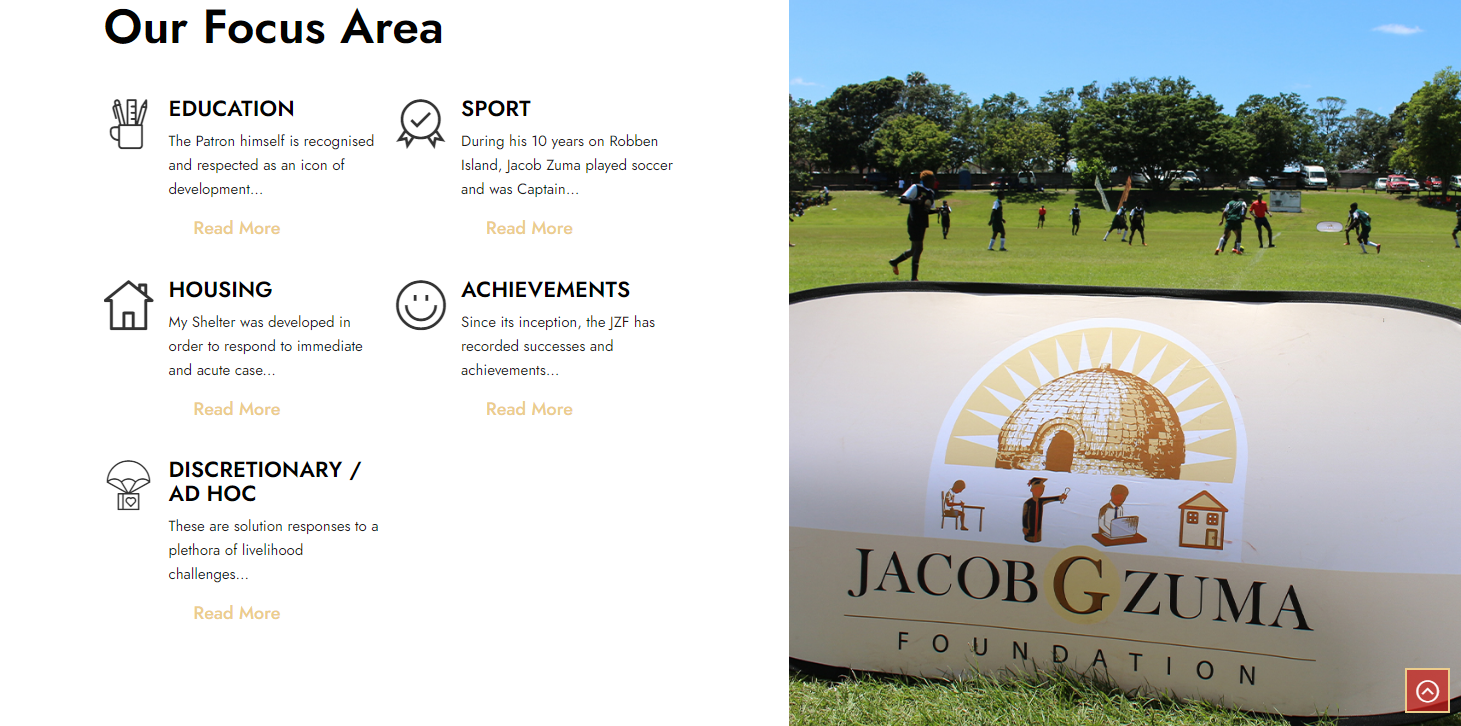 Our Focus Area
EDUCATION
The Patron himself is recognised
and respected as an icon of
development...
Read More
SPORT
During his 10 years on Robben
Island, Jacob Zuma played soccer
and was Captain...
Read More
HOUSING
My Shelter was developed in
order to respond to immediate
and acute case...
Read More
ACHIEVEMENTS
Since its inception, the JZF has
recorded successes and
achievements...
Read More
DISCRETIONARY /
AD HOC
These are solution responses to a
plethora of livelihood
challenges...
Read More
JACOB G ZUMA
FOUNDATION